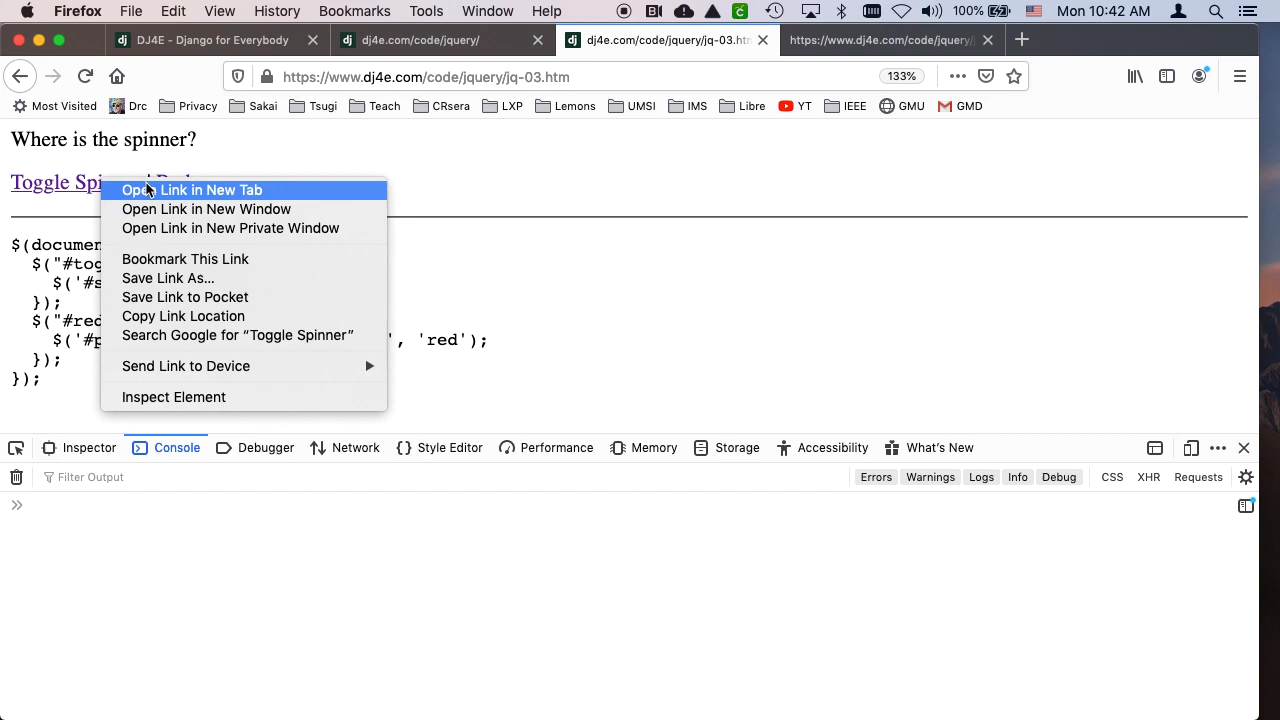 Firefox File Edit View History Bookmarks Tools Window Help 100% Mon 10:42 AM
DJ4E - Django for Everybody dj4e.com/code/jquery/ dj4e.com/code/jquery/jq-03.htm https://www.dj4e.com/code/jquery/
https://www.dj4e.com/code/jquery/jq-03.htm 133%
Most Visited Drc Privacy Sakai Tsugi Teach CRsera LXP Lemons UMSI IMS Libre YT IEEE GMU GMD
Where is the spinner?
Toggle Spi
Open Link in New Tab
Open Link in New Window
Open Link in New Private Window
Bookmark This Link
Save Link As...
Save Link to Pocket
Copy Link Location
Search Google for “Toggle Spinner”
Send Link to Device
Inspect Element
$(documen
$("#tog
$('#s
});
$("#red
$('#p ', 'red');
});
});
Inspector Console Debugger Network Style Editor Performance Memory Storage Accessibility What's New
Filter Output Errors Warnings Logs Info Debug CSS XHR Requests